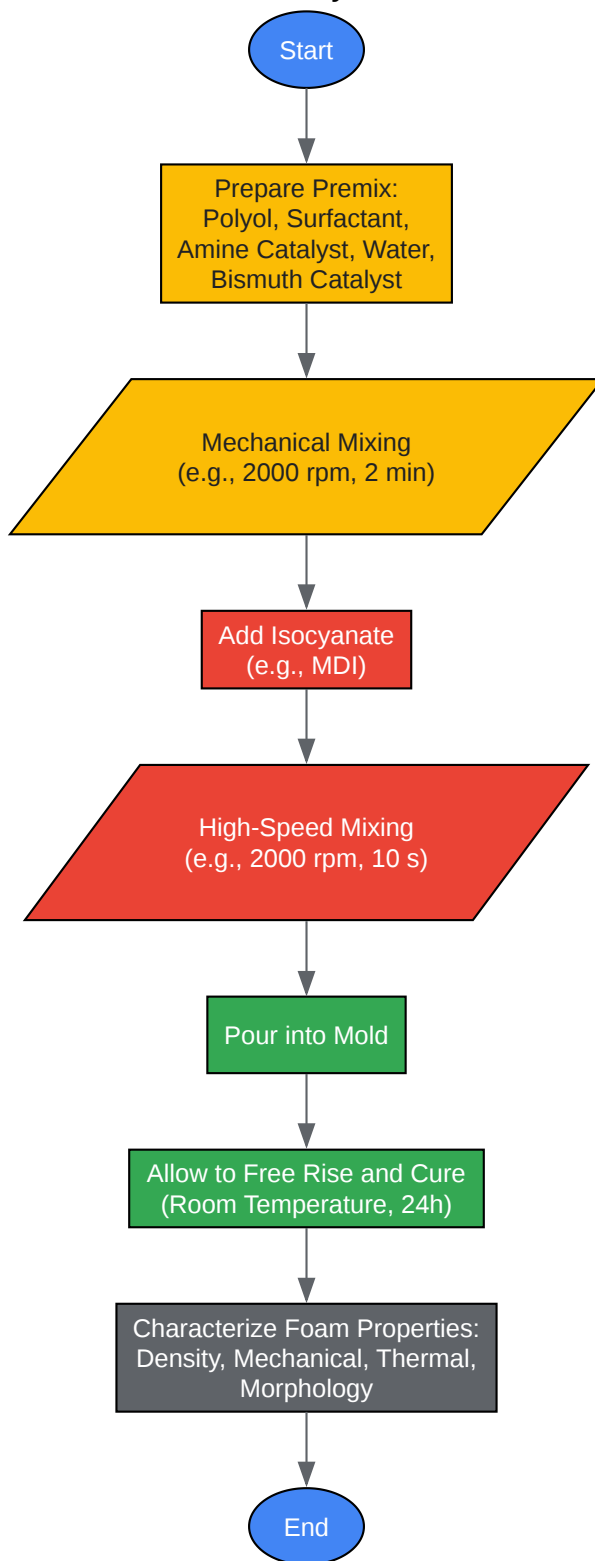 Start
Prepare Premix:
Polyol, Surfactant,
Amine Catalyst, Water,
Bismuth Catalyst
Mechanical Mixing
(e.g., 2000 rpm, 2 min)
Add Isocyanate
(e.g., MDI)
High-Speed Mixing
(e.g., 2000 rpm, 10 s)
Pour into Mold
Allow to Free Rise and Cure
(Room Temperature, 24h)
Characterize Foam Properties:
Density, Mechanical, Thermal,
Morphology
End